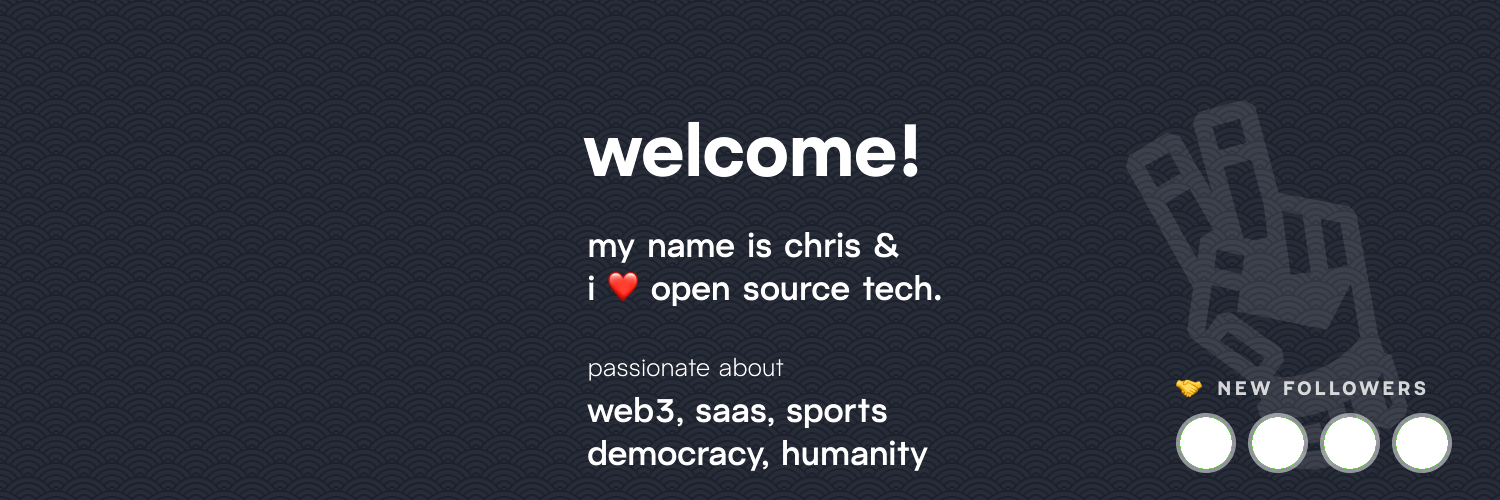 welcome!
my name is chris &
i ❤️ open source tech.
passionate about
web3, saas, sports
democracy, humanity
🤝 NEW FOLLOWERS